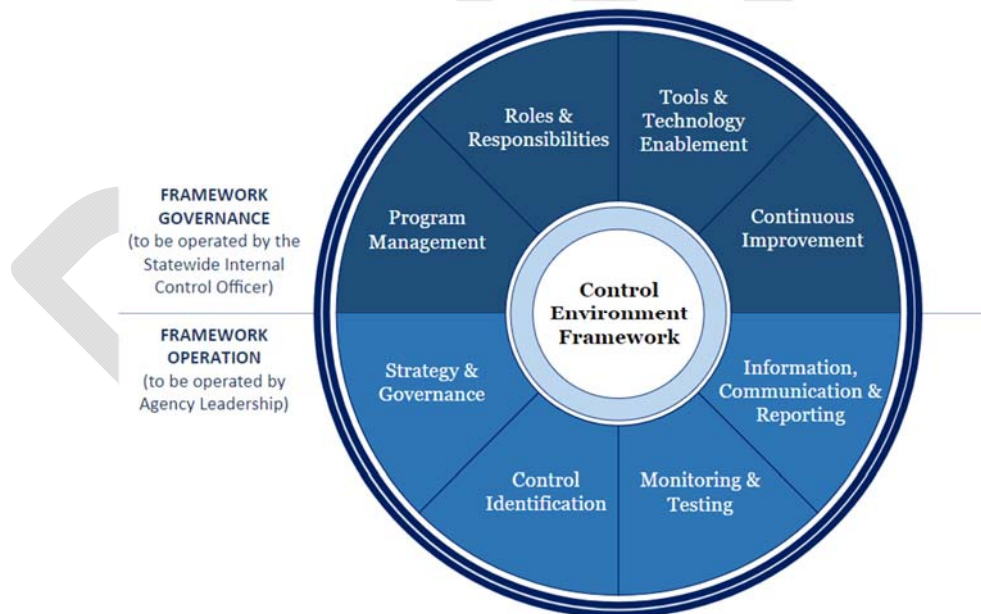 Roles &
Responsibilities
Tools &
Technology
Enablement
FRAMEWORK
GOVERNANCE
(to be operated by the
Statewide Internal
Control Officer)
Program
Management
Continuous
Improvement
Control
Environment
Framework
FRAMEWORK
OPERATION
(to be operated by
Agency Leadership)
Strategy &
Governance
Information,
Communication &
Reporting
Control
Identification
Monitoring &
Testing